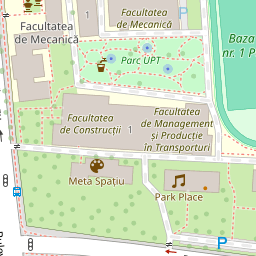 Facultatea
de Mecanică
Facultatea
de Mecanică
Baza
nr. 1 P
Parc UPT
Facultatea
de Construcții
1
Facultatea
de Management
și Producție
în Transporturi
Meta Spațiu
Park Place
P